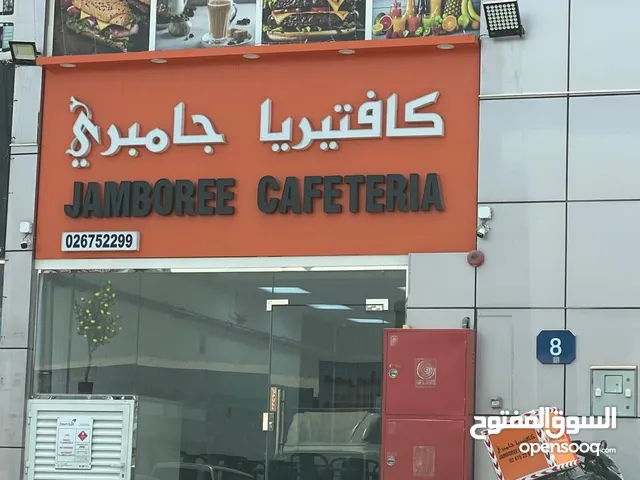 كافتيريا جامبري
JAMBOREE CAFETERIA
026752299
8
السوق المفتوح
opensooq.com